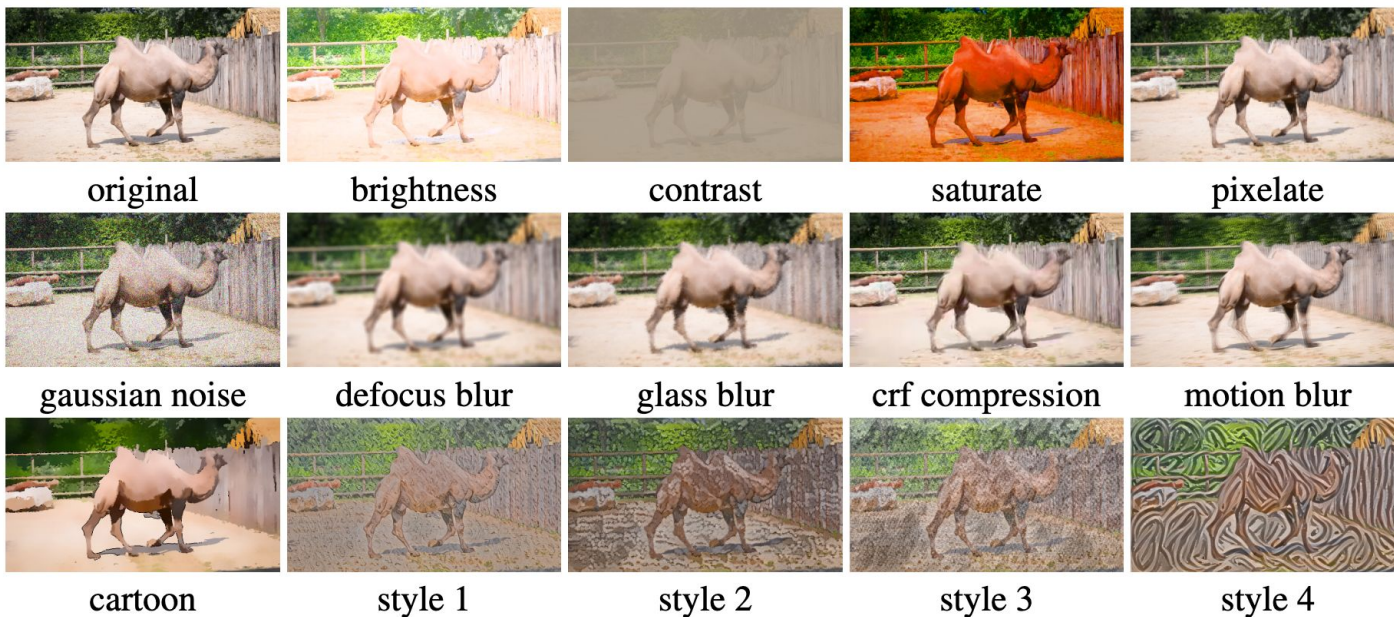 original brightness contrast saturate pixelate
gaussian noise defocus blur glass blur crf compression motion blur
cartoon style 1 style 2 style 3 style 4